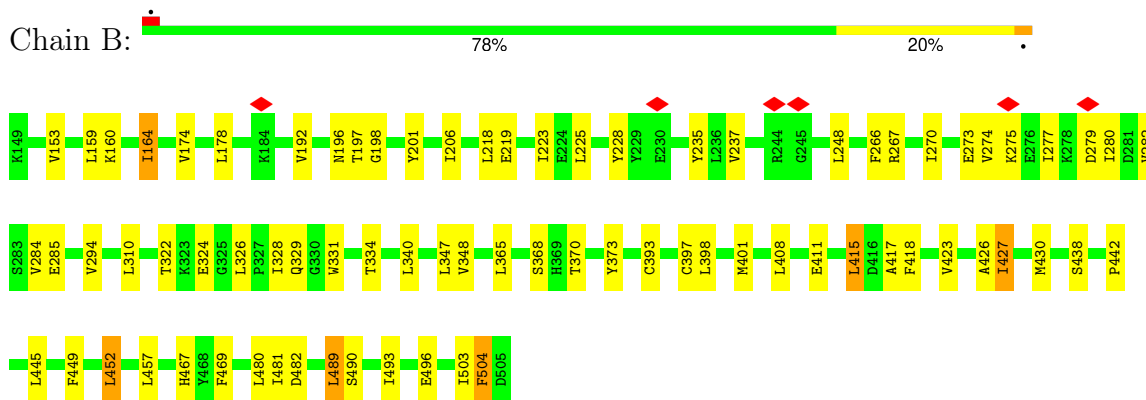 Chain B:
78%
20%
K149 V153 L159 K160 I164 V174 L178 K184 V192 N196 T197 G198 Y201 I206 L218 E219 I223 E224 L225 Y228 Y229 E230 Y235 L236 V237 R244 G245 L248 F266 R267 I270 E273 V274 K275 E276 I277 K278 D279 I280 D281
S283 V284 E285 V294 L310 T322 K323 E324 G325 L326 P327 I328 Q329 G330 W331 T334 L340 L347 V348 L365 S368 H369 T370 Y373 C393 C397 L398 M401 L408 E411 L415 D416 A417 F418 V423 A426 I427 M430 S438 P442
L445 F449 L452 L457 H467 Y468 F469 L480 I481 D482 L489 S490 I493 E496 I503 F504 D505